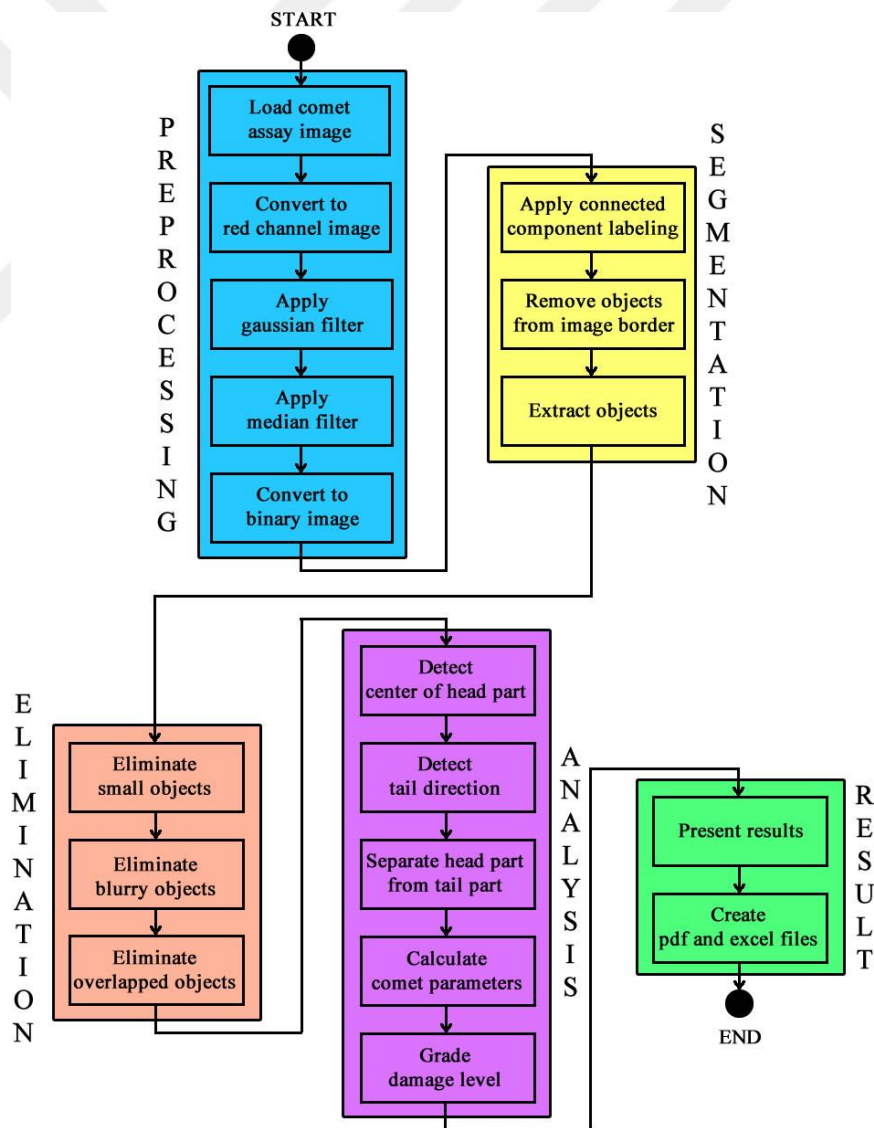 START
PREPROCESSING
Load comet
assay image
Convert to
red channel image
Apply
gaussian filter
Apply
median filter
Convert to
binary image
SEGMENTATION
Apply connected
component labeling
Remove objects
from image border
Extract objects
ELIMINATION
Eliminate
small objects
Eliminate
blurry objects
Eliminate
overlapped objects
ANALYSIS
Detect
center of head part
Detect
tail direction
Separate head part
from tail part
Calculate
comet parameters
Grade
damage level
RESULT
Present results
Create
pdf and excel files
END